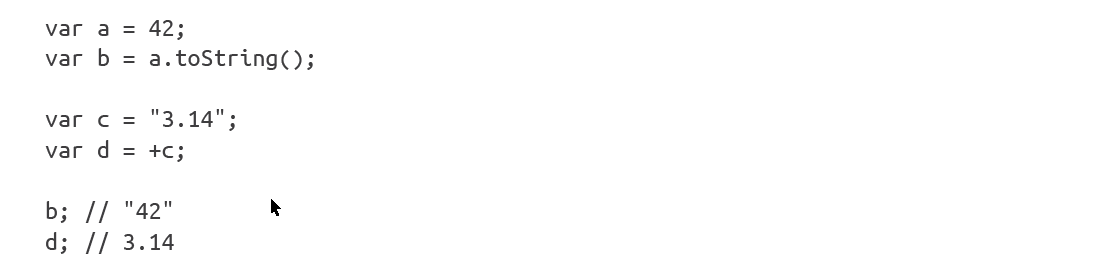 var a = 42;
var b = a.toString();
var c = "3.14";
var d = +c;
b; // "42"
d; // 3.14